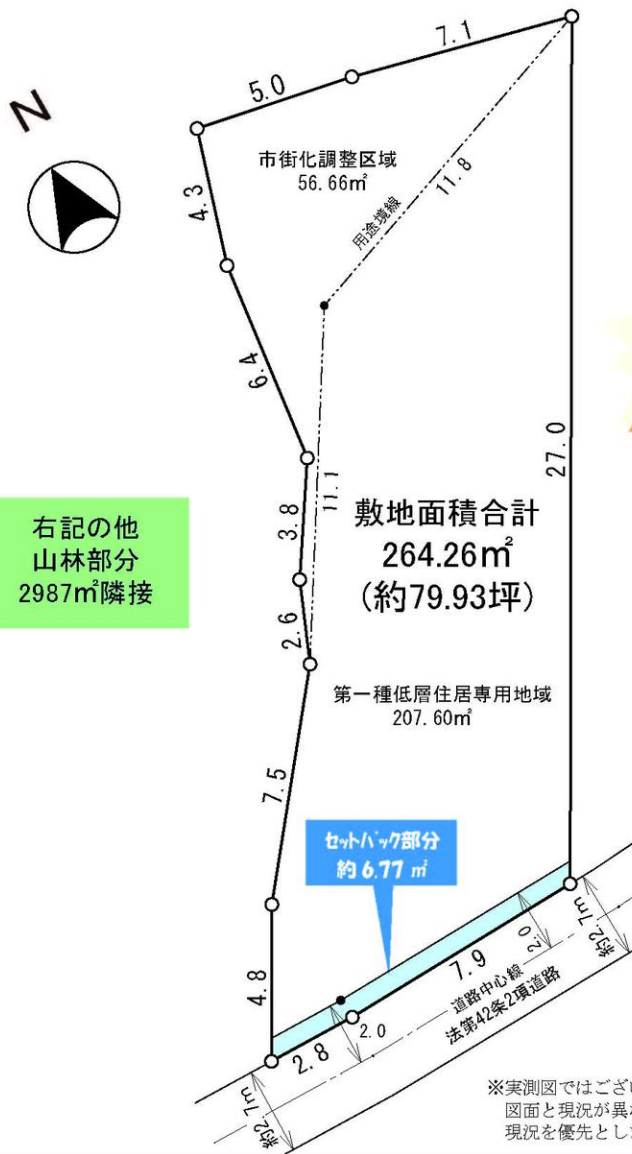 N
7.1
5.0
市街化調整区域
56.66㎡
4.3
11.8
用途境線
6.4
27.0
11.1
3.8
敷地面積合計
264.26㎡
(約79.93坪)
右記の他
山林部分
2987㎡隣接
2.6
第一種低層住居専用地域
207.60㎡
7.5
セットバック部分
約6.77㎡
4.8
2.0
7.9
約2.7m
道路中心線
法第42条2項道路
2.0
2.8
約2.7m
※実測図ではござい
図面と現況が異な
現況を優先とし